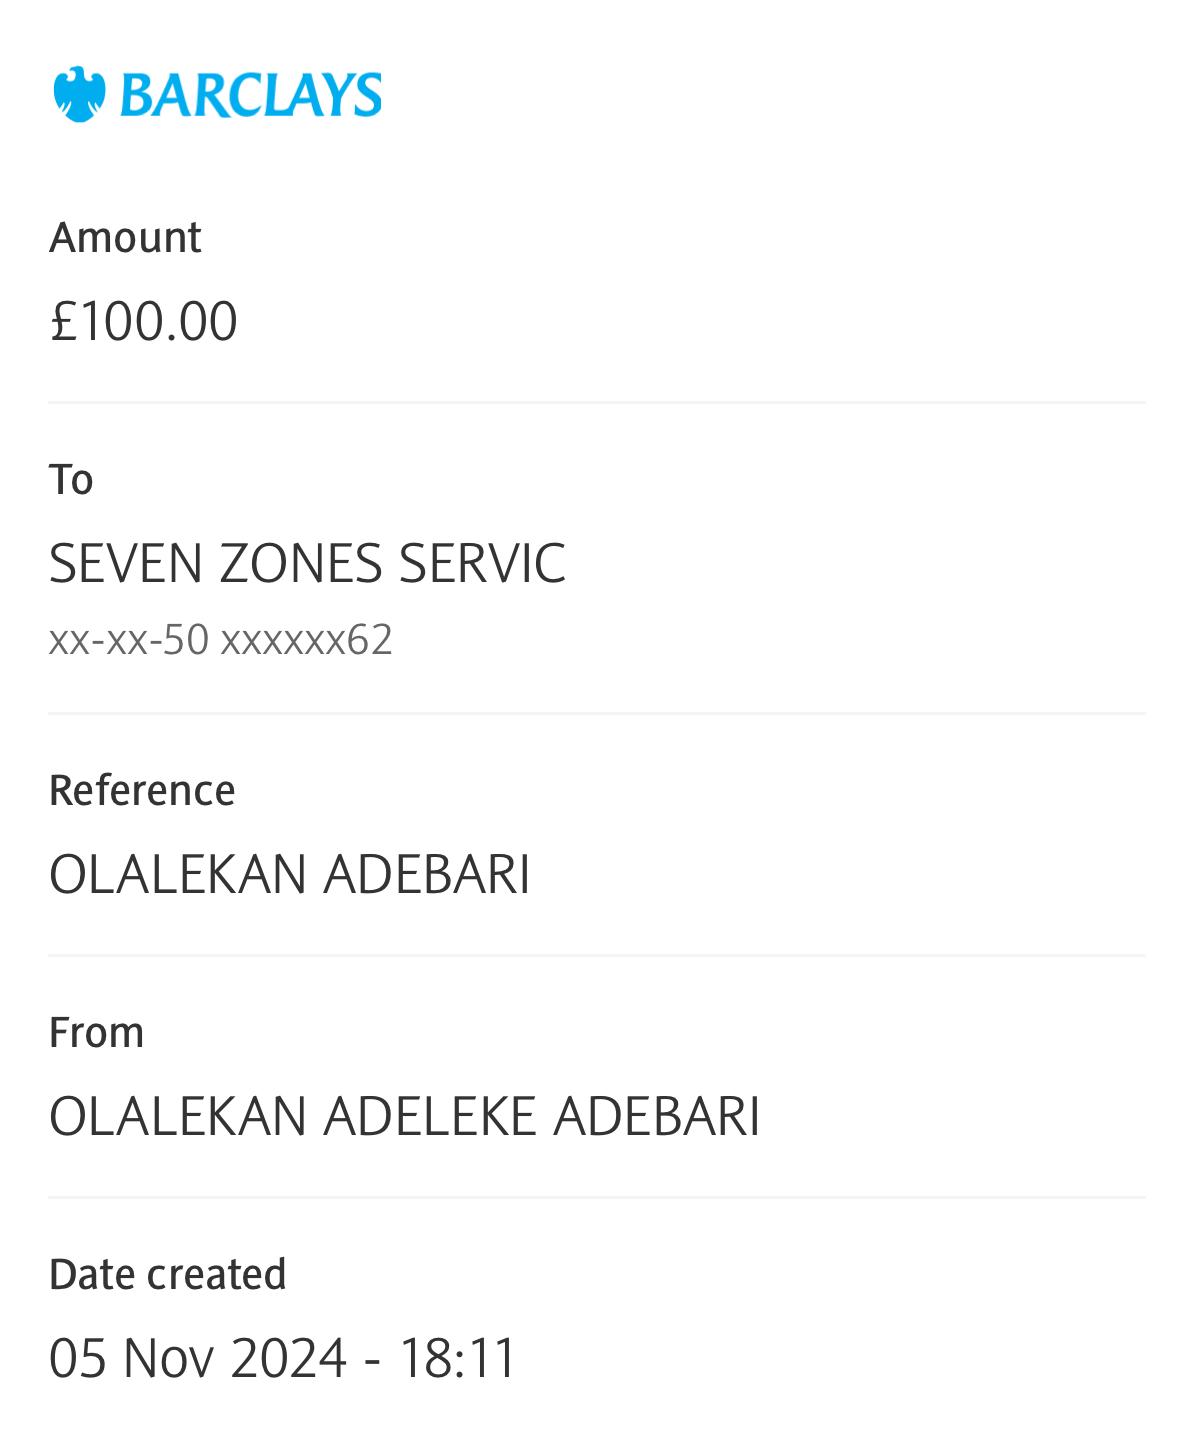 BARCLAYS
Amount
£100.00
To
SEVEN ZONES SERVIC
xx-xx-50 xxxxxx62
Reference
OLALEKAN ADEBARI
From
OLALEKAN ADELEKE ADEBARI
Date created
05 Nov 2024 - 18:11